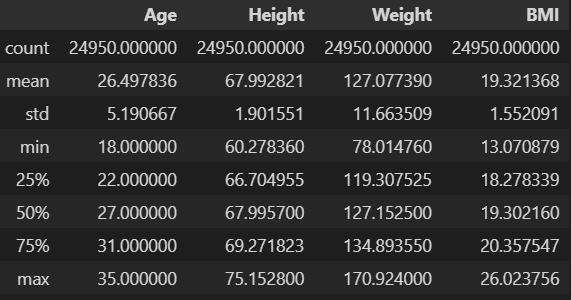 Age Height Weight BMI
count 24950.000000 24950.000000 24950.000000 24950.000000
mean 26.497836 67.992821 127.077390 19.321368
std 5.190667 1.901551 11.663509 1.552091
min 18.000000 60.278360 78.014760 13.070879
25% 22.000000 66.704955 119.307525 18.278339
50% 27.000000 67.995700 127.152500 19.302160
75% 31.000000 69.271823 134.893550 20.357547
max 35.000000 75.152800 170.924000 26.023756